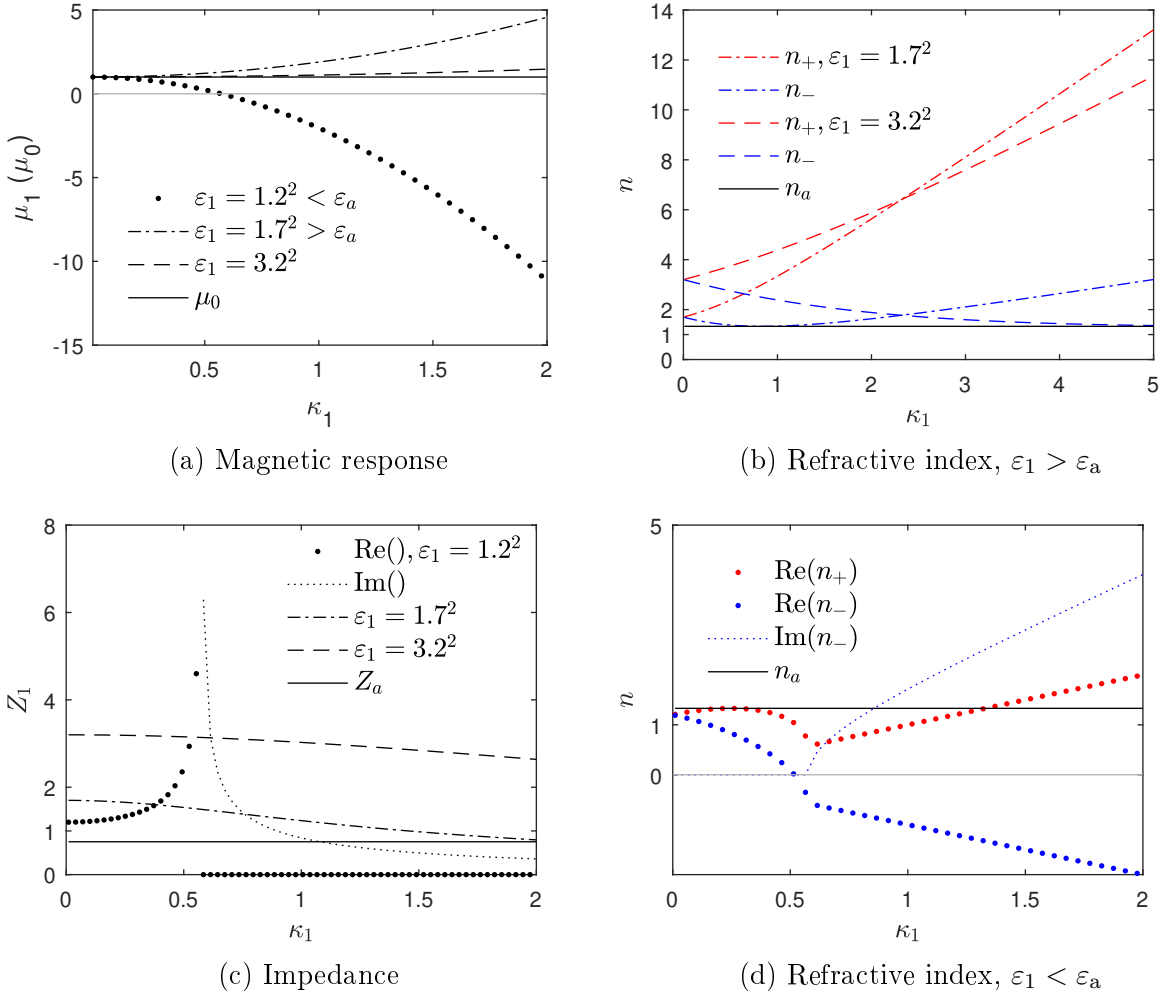 5
0
-5
-10
-15
μ₁ (μ₀)
ε₁ = 1.2² < εₐ
ε₁ = 1.7² > εₐ
ε₁ = 3.2²
μ₀
0.5 1 1.5 2
κ₁
(a) Magnetic response
14
12
10
8
6
4
2
1
0
n
n₊, ε₁ = 1.7²
n₋
n₊, ε₁ = 3.2²
n₋
nₐ
0 1 2 3 4 5
κ₁
(b) Refractive index, ε₁ > εₐ
8
6
4
2
1
0
Z₁
Re(), ε₁ = 1.2²
Im()
ε₁ = 1.7²
ε₁ = 3.2²
Zₐ
0 0.5 1 1.5 2
κ₁
(c) Impedance
5
1
0
n
Re(n₊)
Re(n₋)
Im(n₋)
nₐ
0 0.5 1 1.5 2
κ₁
(d) Refractive index, ε₁ < εₐ